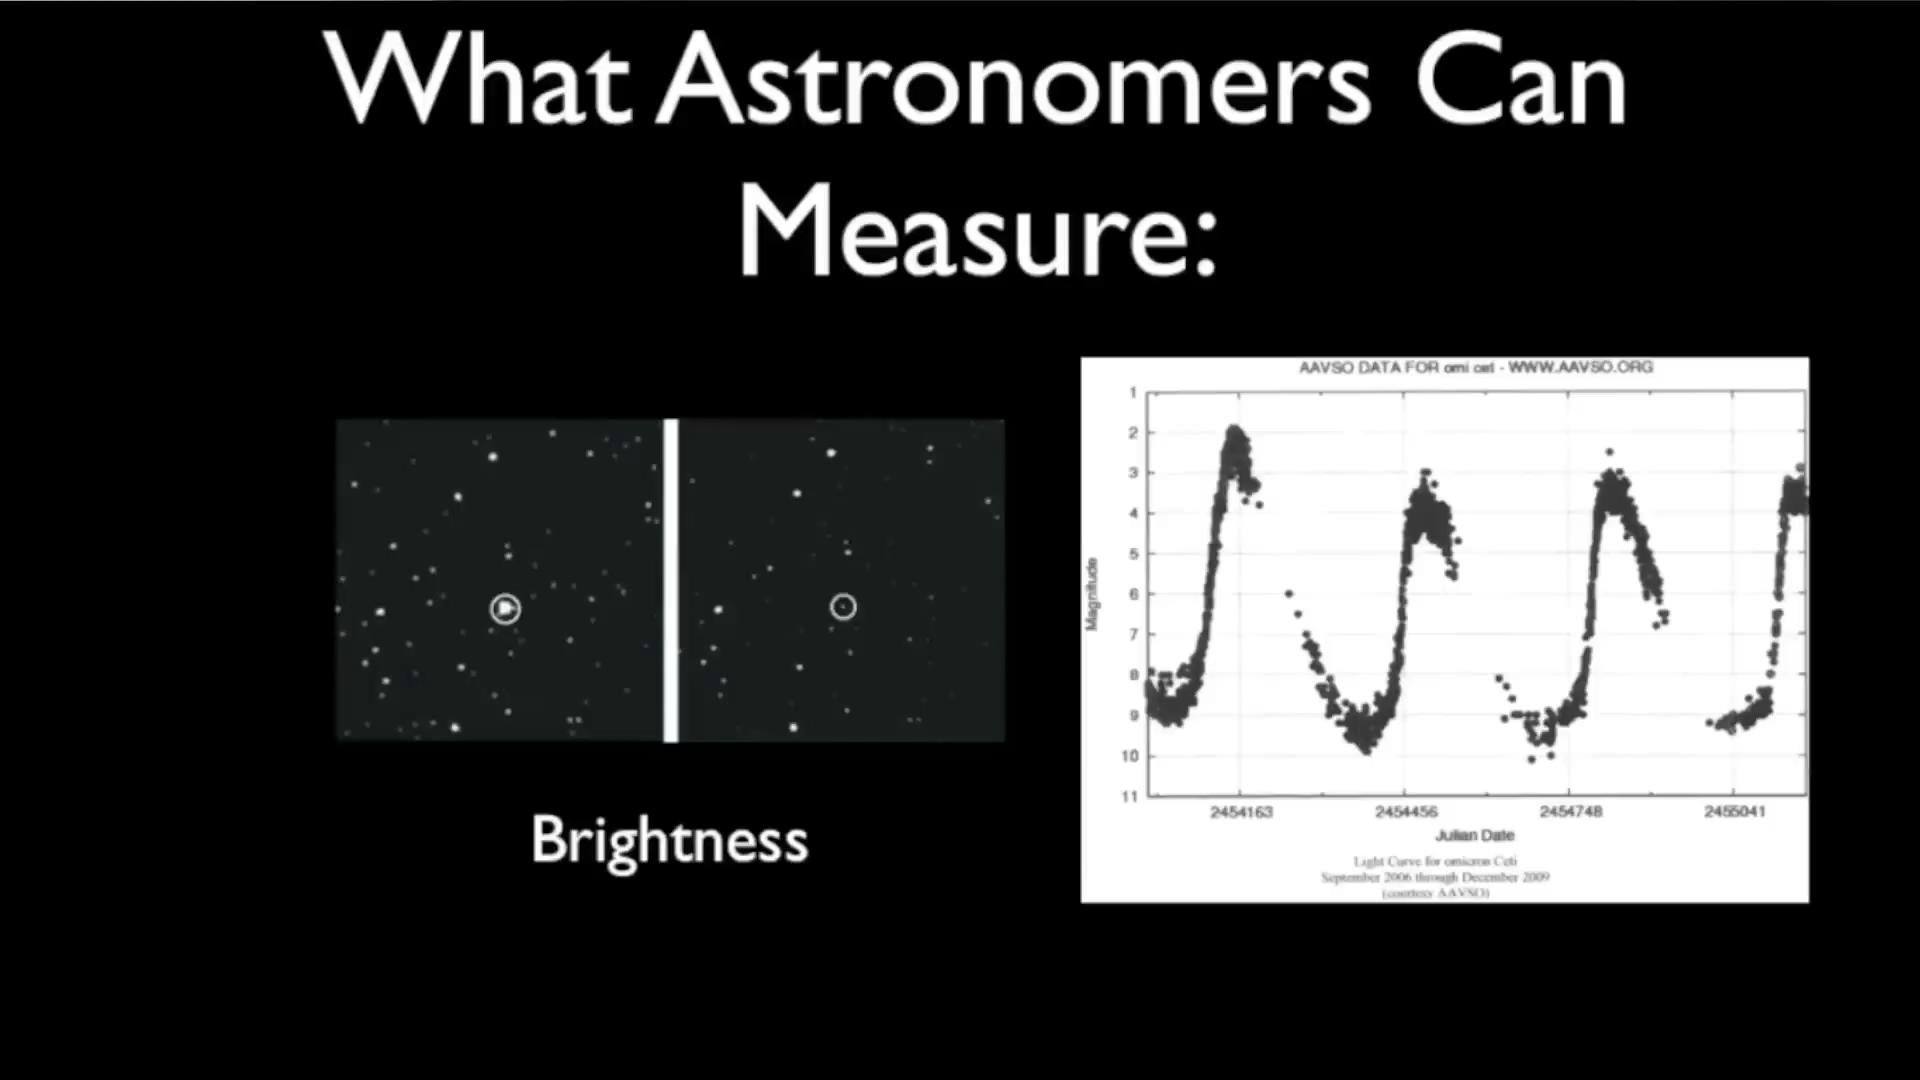 What Astronomers Can
Measure:
Brightness
AAVSO DATA FOR omi cet - WWW.AAVSO.ORG
1
2
3
4
5
6
7
8
9
10
11
Magnitude
2454163
2454456
2454748
2455041
Julian Date
Light Curve for omicron Ceti
September 2006 through December 2009
(courtesy AAVSO)